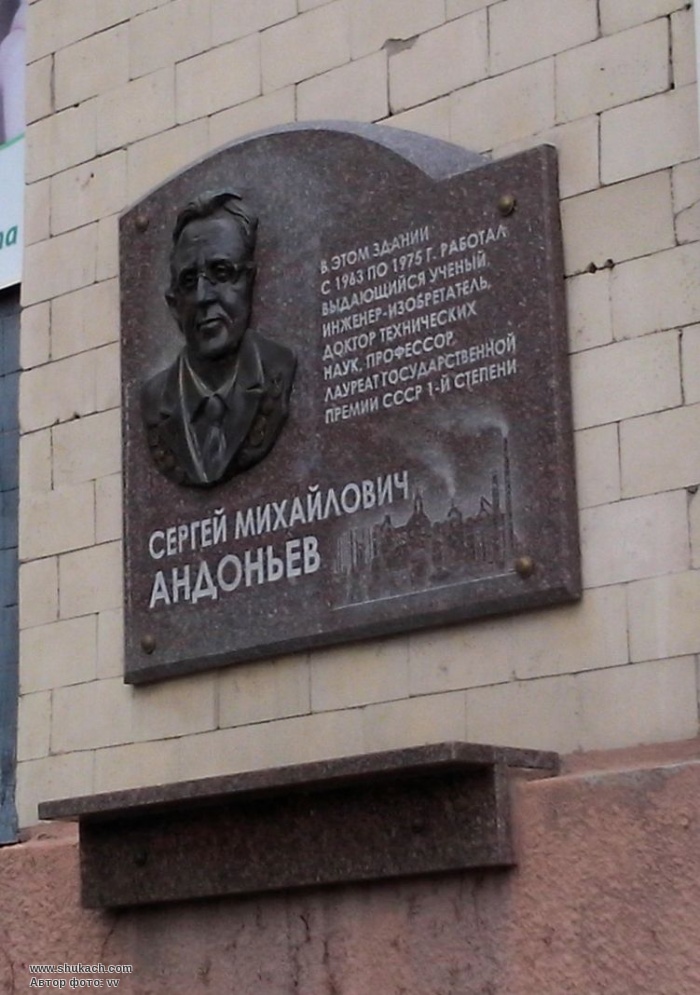 В ЭТОМ ЗДАНИИ
С 1963 ПО 1975 Г. РАБОТАЛ
ВЫДАЮЩИЙСЯ УЧЕНЫЙ,
ИНЖЕНЕР-ИЗОБРЕТАТЕЛЬ,
ДОКТОР ТЕХНИЧЕСКИХ
НАУК, ПРОФЕССОР,
ЛАУРЕАТ ГОСУДАРСТВЕННОЙ
ПРЕМИИ СССР 1-Й СТЕПЕНИ
СЕРГЕЙ МИХАЙЛОВИЧ
АНДОНЬЕВ
www.shukach.com
Автор фото: vv